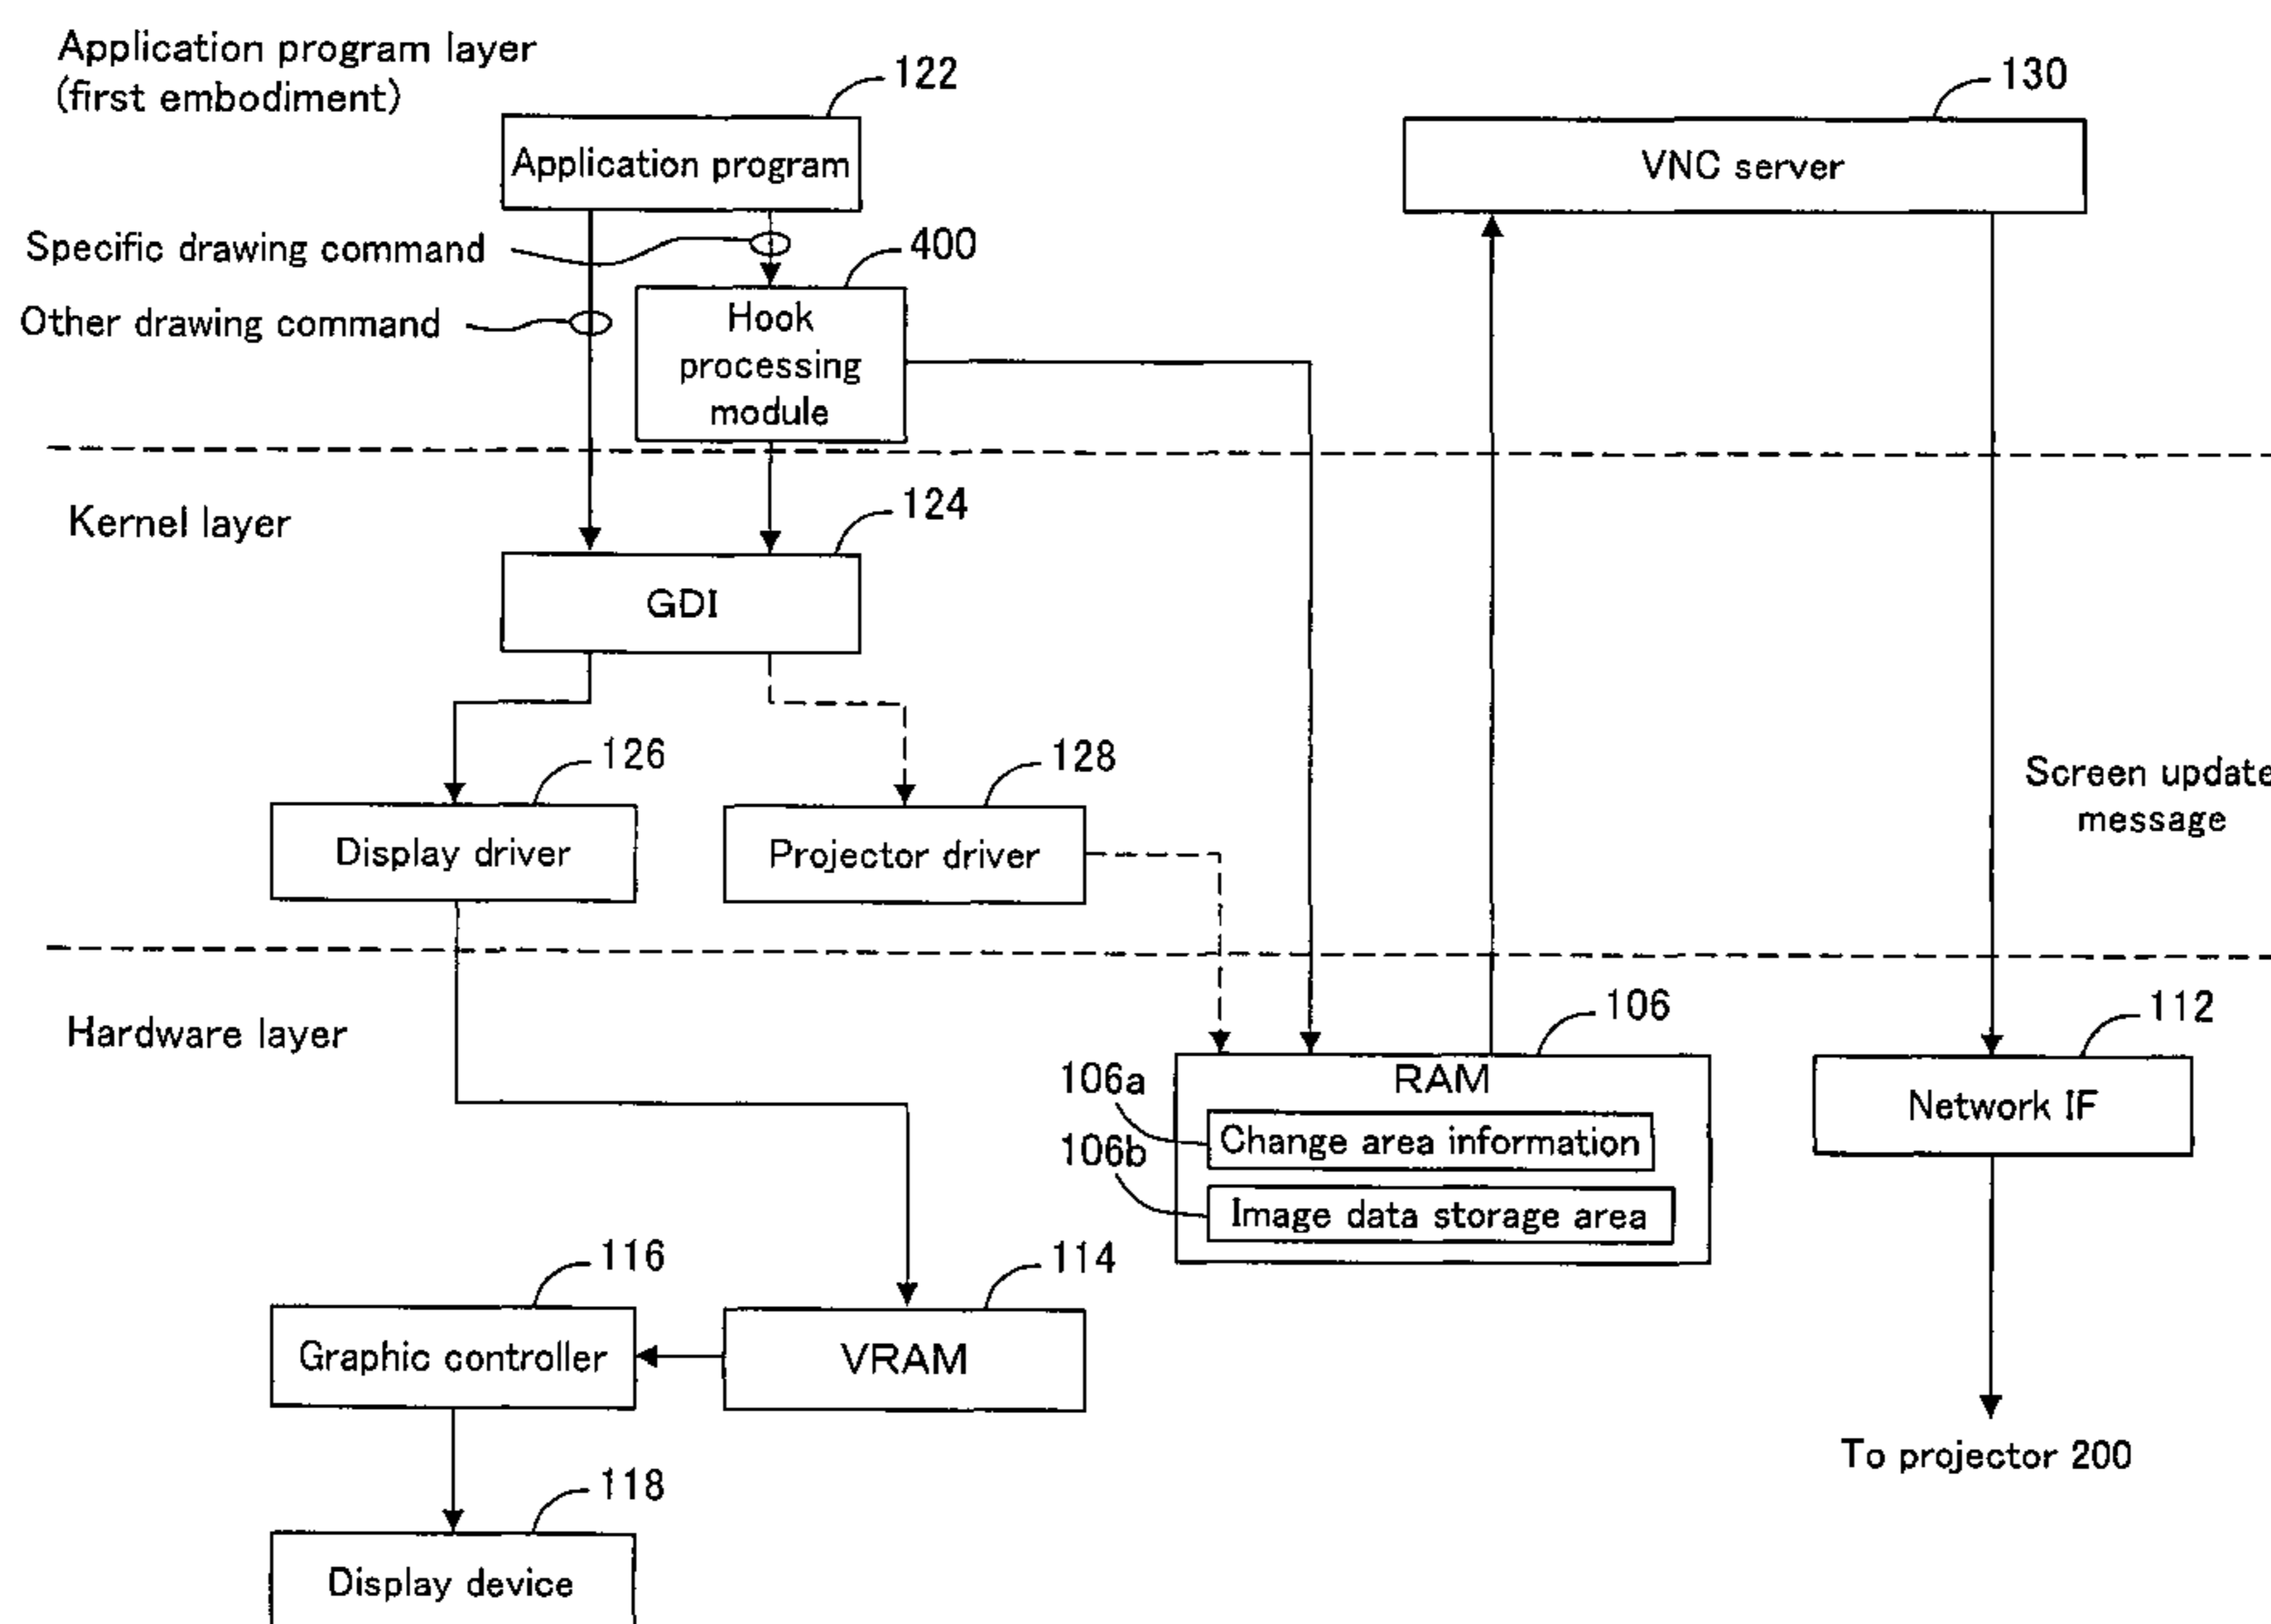 Application program layer
(first embodiment)
122
130
Application program
VNC server
Specific drawing command
400
Other drawing command
Hook
processing
module
Kernel layer
124
GDI
126
128
Screen update
message
Display driver
Projector driver
Hardware layer
106
112
RAM
106a
Change area information
Network IF
106b
Image data storage area
116
114
Graphic controller
VRAM
To projector 200
118
Display device